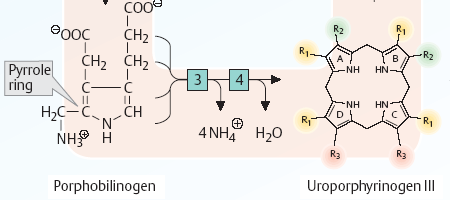 COO⊖
⊖OOC CH₂
CH₂ CH₂
Pyrrole
ring
C C
H₂C C CH
N
H
NH₃⊕
3 4
4 NH₄⊕ H₂O
R₂ R₁
R₁ A B R₂
NH HN
NH HN
R₁ D C R₁
R₃ R₃
Porphobilinogen Uroporphyrinogen III